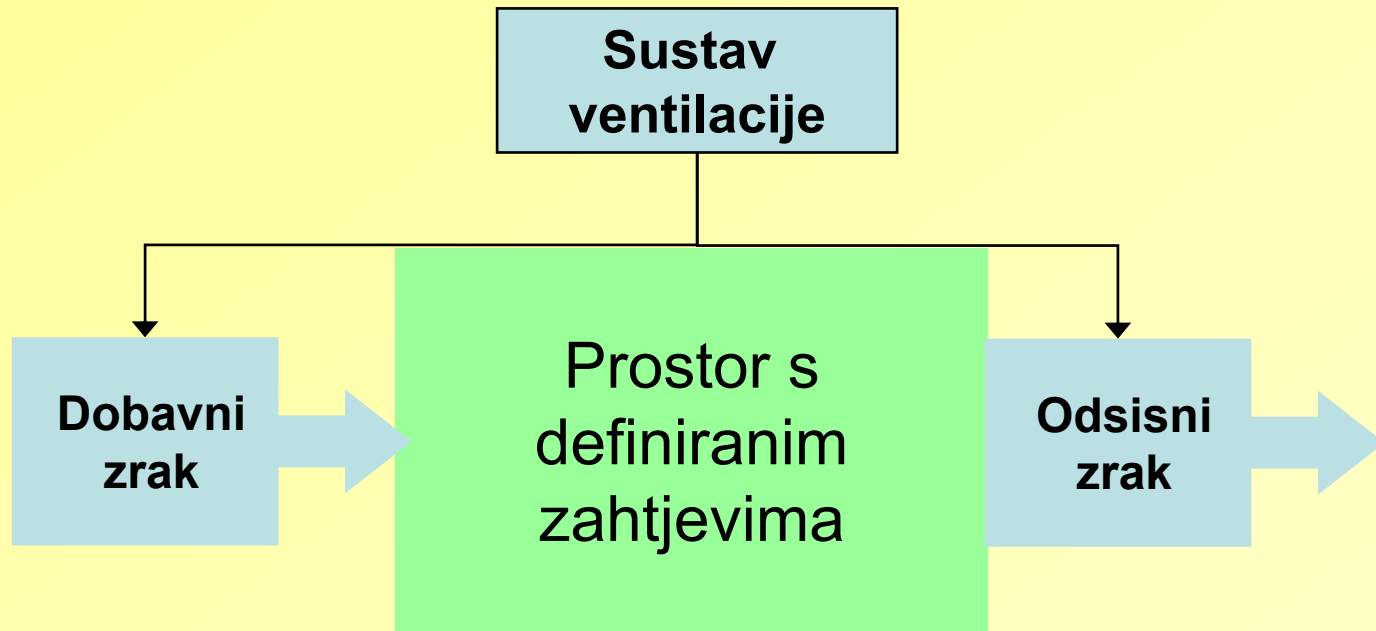 Sustav
ventilacije
Dobavni
zrak
Prostor s
definiranim
zahtjevima
Odsisni
zrak